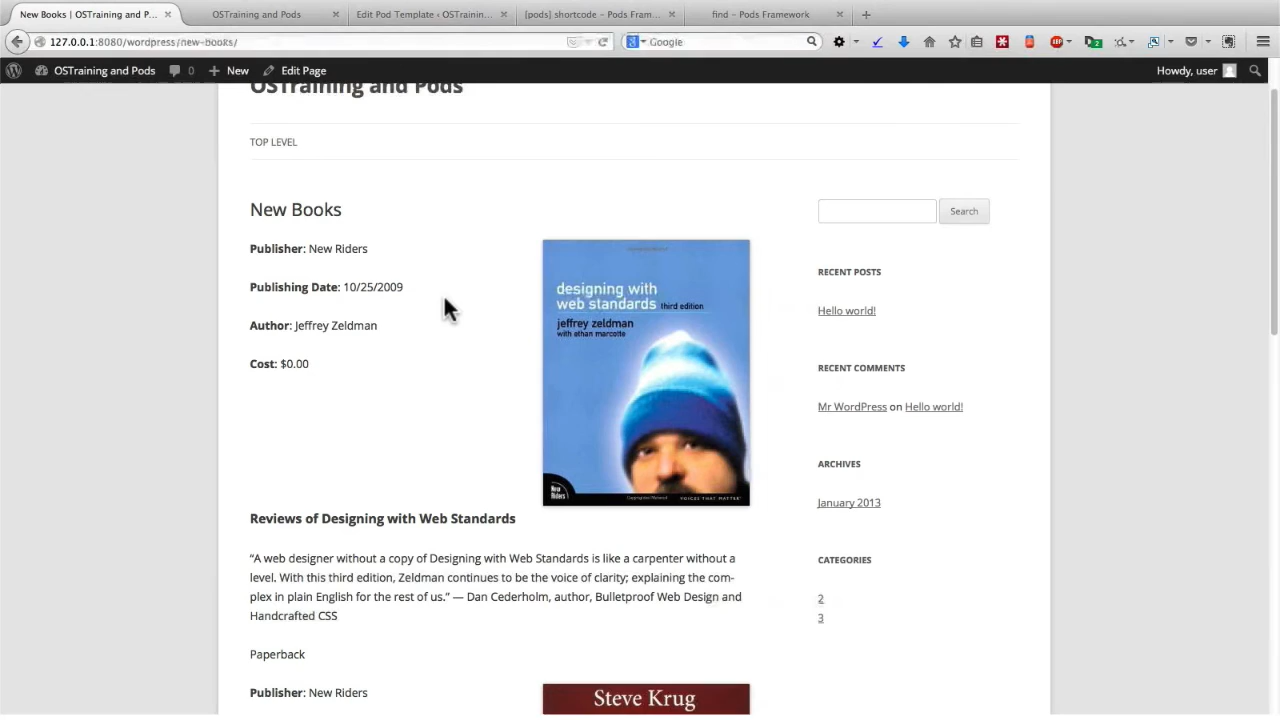 New Books | OSTraining and P...
OSTraining and Pods
Edit Pod Template ‹ OSTrainin...
[pods] shortcode – Pods Fram...
find – Pods Framework
127.0.0.1:8080/wordpress/new-books/
Google
OSTraining and Pods
0
New
Edit Page
Howdy, user
OSTraining and Pods
TOP LEVEL
New Books
Search
Publisher: New Riders
Publishing Date: 10/25/2009
Author: Jeffrey Zeldman
Cost: $0.00
designing with
web standards third edition
jeffrey zeldman
with ethan marcotte
New
Riders
VOICES THAT MATTER
RECENT POSTS
Hello world!
RECENT COMMENTS
Mr WordPress on Hello world!
ARCHIVES
January 2013
CATEGORIES
2
3
Reviews of Designing with Web Standards
“A web designer without a copy of Designing with Web Standards is like a carpenter without a
level. With this third edition, Zeldman continues to be the voice of clarity; explaining the com-
plex in plain English for the rest of us.” — Dan Cederholm, author, Bulletproof Web Design and
Handcrafted CSS
Paperback
Publisher: New Riders
Steve Krug